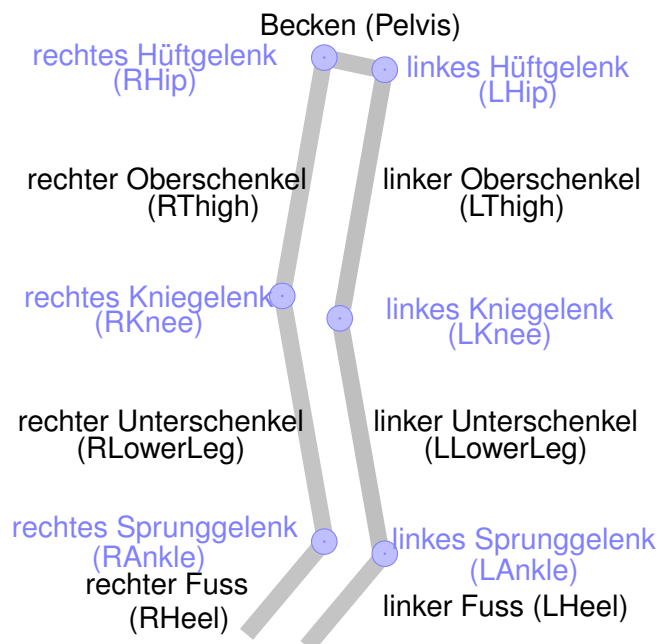 Becken (Pelvis)
rechtes Hüftgelenk
(RHip)
linkes Hüftgelenk
(LHip)
rechter Oberschenkel
(RThigh)
linker Oberschenkel
(LThigh)
rechtes Kniegelenk
(RKnee)
linkes Kniegelenk
(LKnee)
rechter Unterschenkel
(RLowerLeg)
linker Unterschenkel
(LLowerLeg)
rechtes Sprunggelenk
(RAnkle)
linkes Sprunggelenk
(LAnkle)
rechter Fuss
(RHeel)
linker Fuss (LHeel)